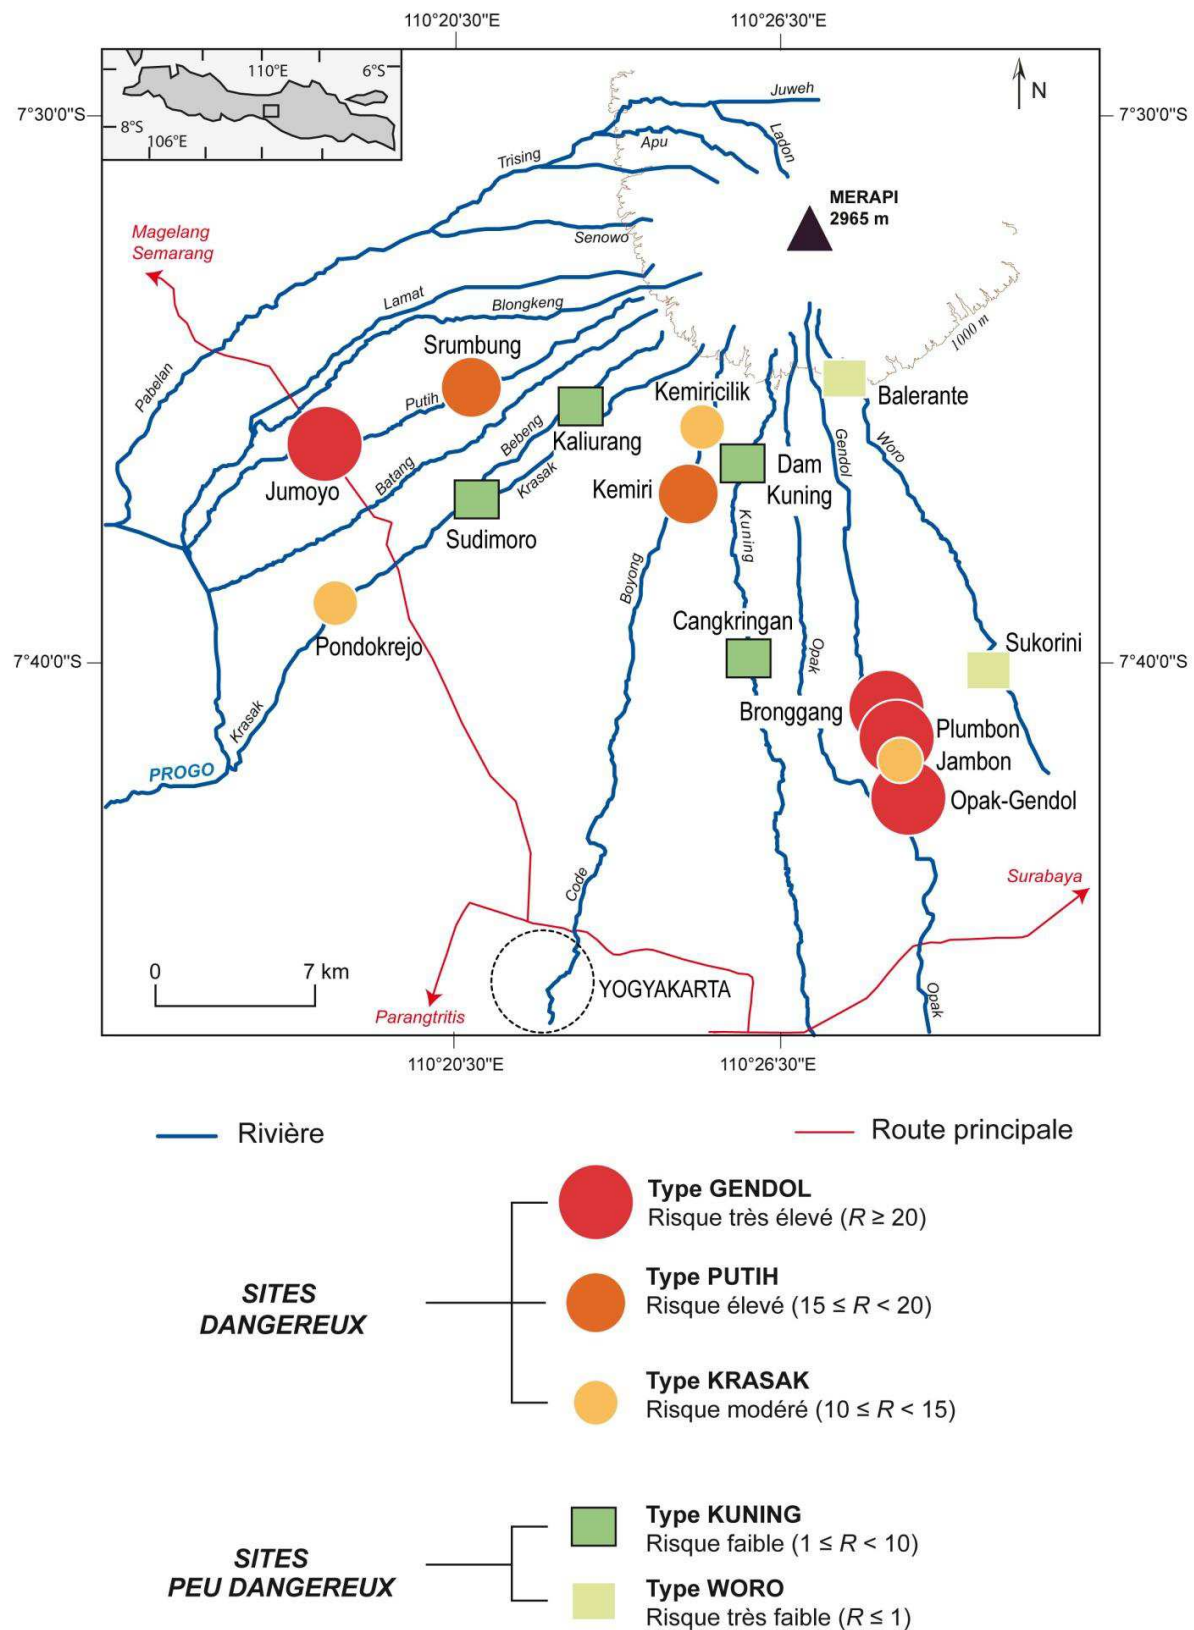 110°20'30"E
110°26'30"E
110°E
6°S
8°S
106°E
N
7°30'0"S
7°30'0"S
Juweh
Ladon
Apu
Trising
MERAPI
2965 m
Magelang
Semarang
Senowo
Lamat
Blongkeng
1000 m
Srumbung
Pabelan
Kemiricilik
Balerante
Putih
Kaliurang
Bebeng
Gendol
Woro
Batang
Krasak
Jumoyo
Kemiri
Dam
Kuning
Sudimoro
Kuning
Boyong
Cangkringan
Pondokrejo
Opak
Sukorini
7°40'0"S
7°40'0"S
Krasak
Bronggang
Plumbon
Jambon
PROGO
Opak-Gendol
Code
Surabaya
0
7 km
YOGYAKARTA
Opak
Parangtritis
110°20'30"E
110°26'30"E
Rivière
Route principale
SITES
DANGEREUX
Type GENDOL
Risque très élevé (R ≥ 20)
Type PUTIH
Risque élevé (15 ≤ R < 20)
Type KRASAK
Risque modéré (10 ≤ R < 15)
SITES
PEU DANGEREUX
Type KUNING
Risque faible (1 ≤ R < 10)
Type WORO
Risque très faible (R ≤ 1)